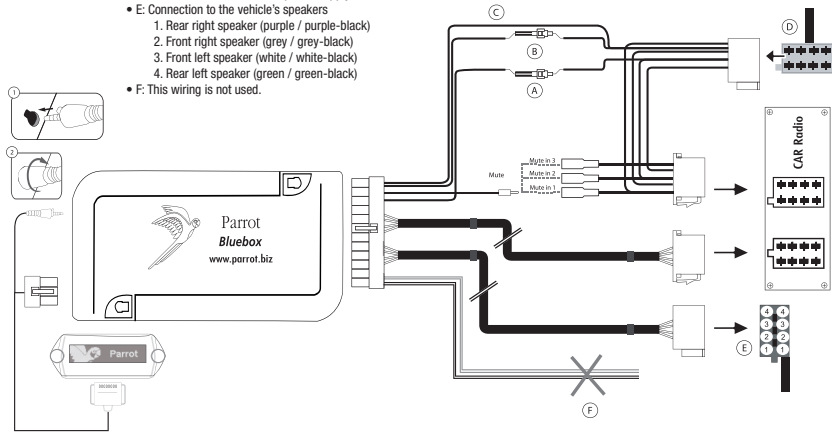 • E: Connection to the vehicle's speakers
1. Rear right speaker (purple / purple-black)
2. Front right speaker (grey / grey-black)
3. Front left speaker (white / white-black)
4. Rear left speaker (green / green-black)
• F: This wiring is not used.
C
D
B
A
1
2
CAR Radio
Mute
Mute in 3
Mute in 2
Mute in 1
Parrot
Bluebox
www.parrot.biz
Parrot
4 4
3 3
2 2
1 1
E
F